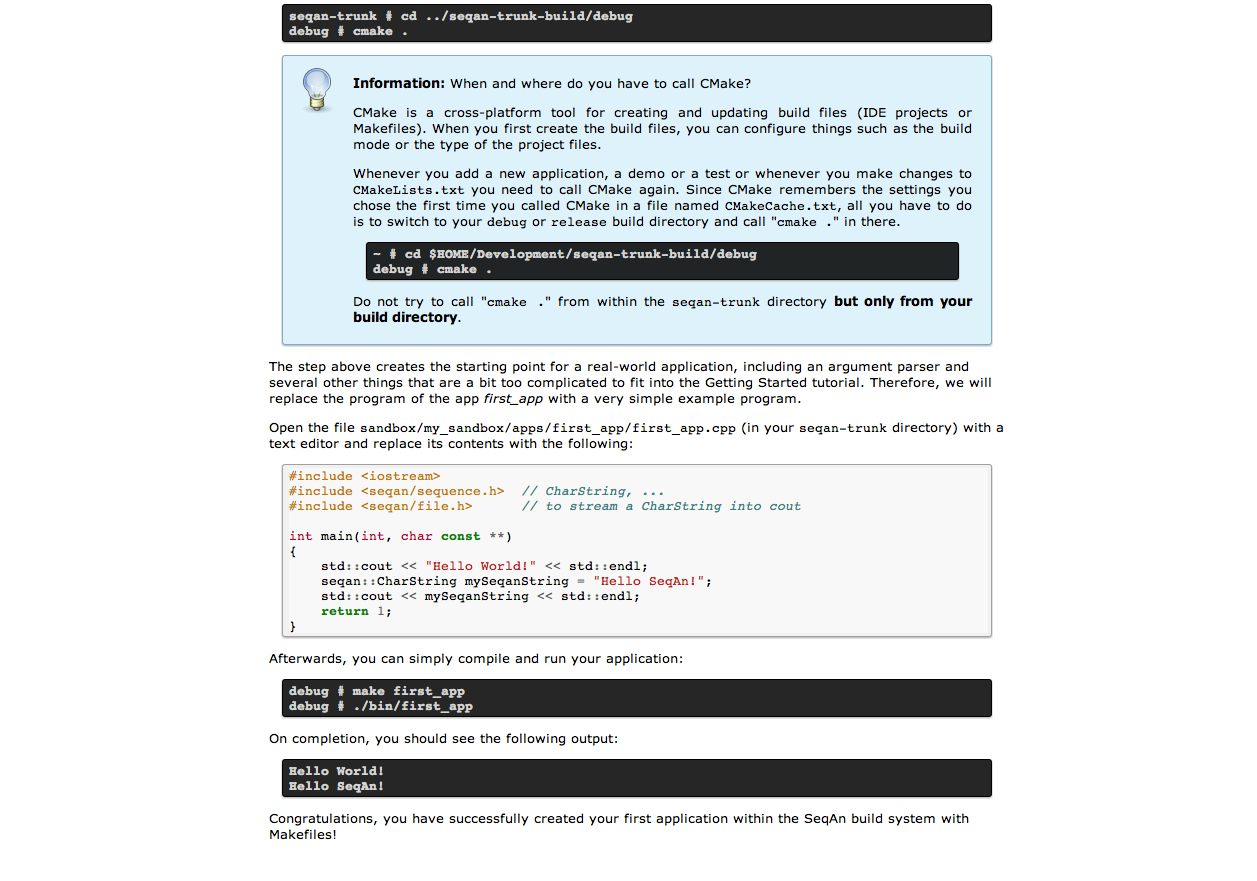 seqan-trunk # cd ../seqan-trunk-build/debug
debug # cmake .
Information: When and where do you have to call CMake?
CMake is a cross-platform tool for creating and updating build files (IDE projects or
Makefiles). When you first create the build files, you can configure things such as the build
mode or the type of the project files.
Whenever you add a new application, a demo or a test or whenever you make changes to
CMakeLists.txt you need to call CMake again. Since CMake remembers the settings you
chose the first time you called CMake in a file named CMakeCache.txt, all you have to do
is to switch to your debug or release build directory and call "cmake ." in there.
~ # cd $HOME/Development/seqan-trunk-build/debug
debug # cmake .
Do not try to call "cmake ." from within the seqan-trunk directory but only from your
build directory.
The step above creates the starting point for a real-world application, including an argument parser and
several other things that are a bit too complicated to fit into the Getting Started tutorial. Therefore, we will
replace the program of the app first_app with a very simple example program.
Open the file sandbox/my_sandbox/apps/first_app/first_app.cpp (in your seqan-trunk directory) with a
text editor and replace its contents with the following:
#include <iostream>
#include <seqan/sequence.h>  // CharString, ...
#include <seqan/file.h>      // to stream a CharString into cout
int main(int, char const **)
{
    std::cout << "Hello World!" << std::endl;
    seqan::CharString mySeqanString = "Hello SeqAn!";
    std::cout << mySeqanString << std::endl;
    return 1;
}
Afterwards, you can simply compile and run your application:
debug # make first_app
debug # ./bin/first_app
On completion, you should see the following output:
Hello World!
Hello SeqAn!
Congratulations, you have successfully created your first application within the SeqAn build system with
Makefiles!